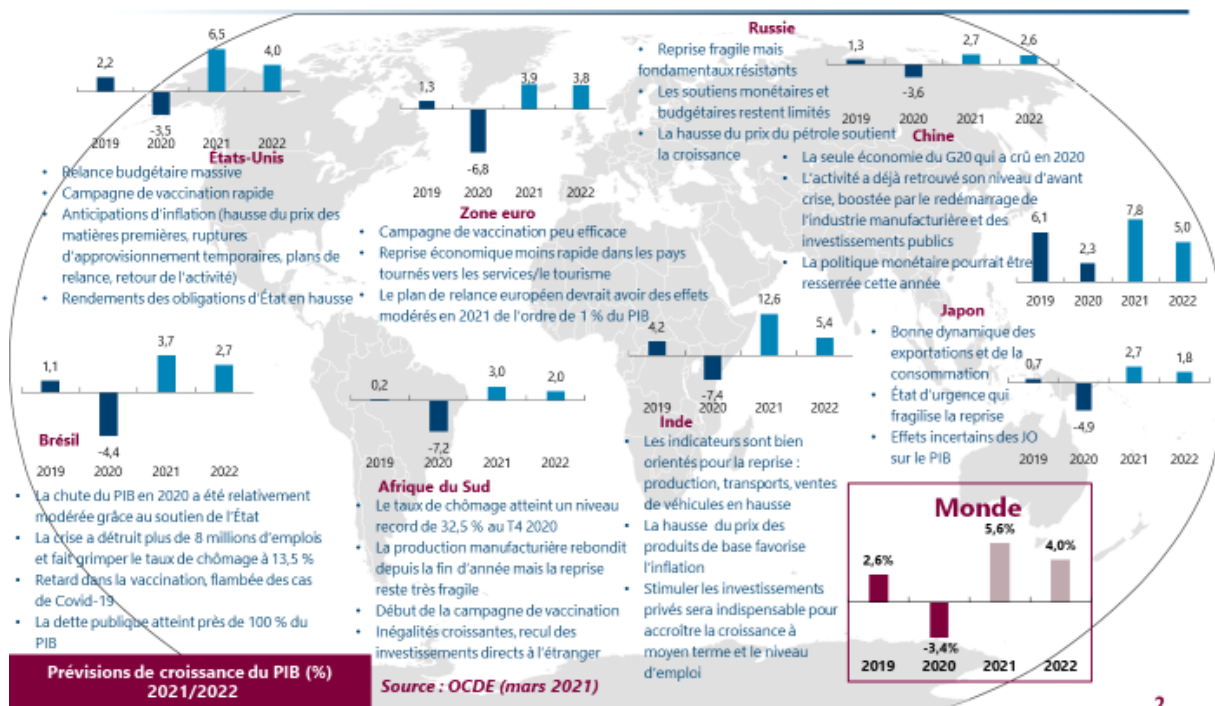 2,2
-3,5
6,5
4,0
2019
2020
2021
2022
États-Unis
• Relance budgétaire massive
• Campagne de vaccination rapide
• Anticipations d'inflation (hausse du prix des
matières premières, ruptures
d'approvisionnement temporaires, plans de
relance, retour de l'activité)
• Rendements des obligations d'État en hausse
1,3
-6,8
3,9
3,8
2019
2020
2021
2022
Zone euro
• Campagne de vaccination peu efficace
• Reprise économique moins rapide dans les pays
tournés vers les services/le tourisme
• Le plan de relance européen devrait avoir des effets
modérés en 2021 de l'ordre de 1 % du PIB
Russie
• Reprise fragile mais
fondamentaux résistants
• Les soutiens monétaires et
budgétaires restent limités
• La hausse du prix du pétrole soutient
la croissance
1,3
-3,6
2,7
2,6
2019
2020
2021
2022
Chine
• La seule économie du G20 qui a crû en 2020
• L'activité a déjà retrouvé son niveau d'avant
crise, boostée par le redémarrage de
l'industrie manufacturière et des
investissements publics
• La politique monétaire pourrait être
resserrée cette année
6,1
2,3
7,8
5,0
2019
2020
2021
2022
Japon
• Bonne dynamique des
exportations et de la
consommation
• État d'urgence qui
fragilise la reprise
• Effets incertains des JO
sur le PIB
0,7
-4,9
2,7
1,8
2019
2020
2021
2022
1,1
-4,4
3,7
2,7
Brésil
2019
2020
2021
2022
• La chute du PIB en 2020 a été relativement
modérée grâce au soutien de l'État
• La crise a détruit plus de 8 millions d'emplois
et fait grimper le taux de chômage à 13,5 %
• Retard dans la vaccination, flambée des cas
de Covid-19
• La dette publique atteint près de 100 % du
PIB
0,2
-7,2
3,0
2,0
2019
2020
2021
2022
Afrique du Sud
• Le taux de chômage atteint un niveau
record de 32,5 % au T4 2020
• La production manufacturière rebondit
depuis la fin d'année mais la reprise
reste très fragile
• Début de la campagne de vaccination
• Inégalités croissantes, recul des
investissements directs à l'étranger
4,2
-7,4
12,6
5,4
2019
2020
2021
2022
Inde
• Les indicateurs sont bien
orientés pour la reprise :
production, transports, ventes
de véhicules en hausse
• La hausse du prix des
produits de base favorise
l'inflation
• Stimuler les investissements
privés sera indispensable pour
accroître la croissance à
moyen terme et le niveau
d'emploi
Monde
2,6%
-3,4%
5,6%
4,0%
2019
2020
2021
2022
Prévisions de croissance du PIB (%)
2021/2022
Source : OCDE (mars 2021)
2